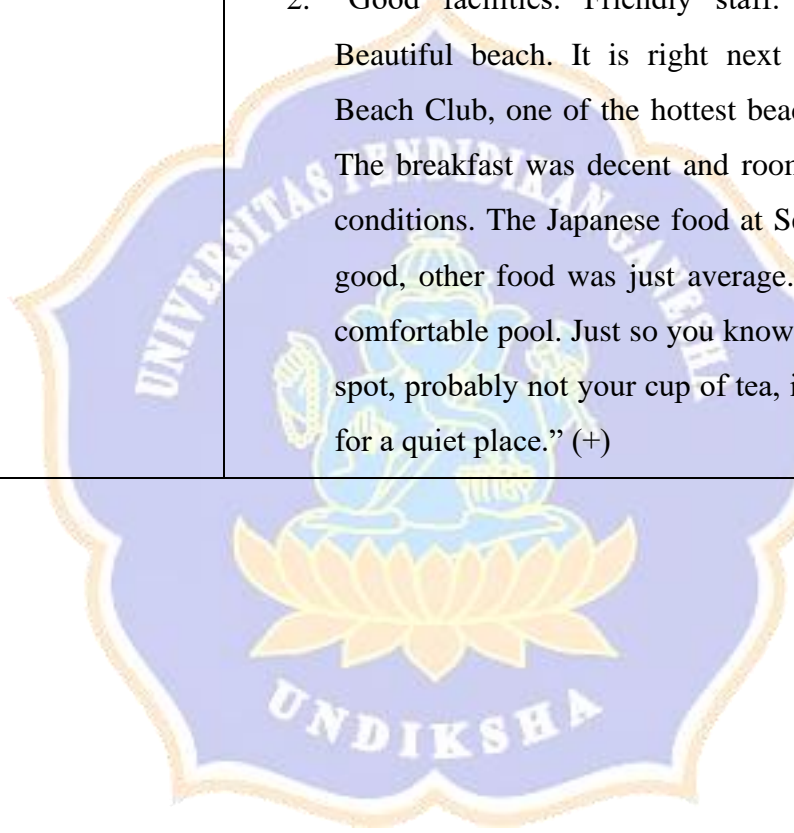 2. "Good facilities. Friendly staff.
Beautiful beach. It is right next
Beach Club, one of the hottest
The breakfast was decent and
conditions. The Japanese food at
good, other food was just average.
comfortable pool. Just so you know
spot, probably not your cup of tea,
for a quiet place.” (+)
UNIVERSITAS PENDIDIKAN GANESHA
UNDIKSHA